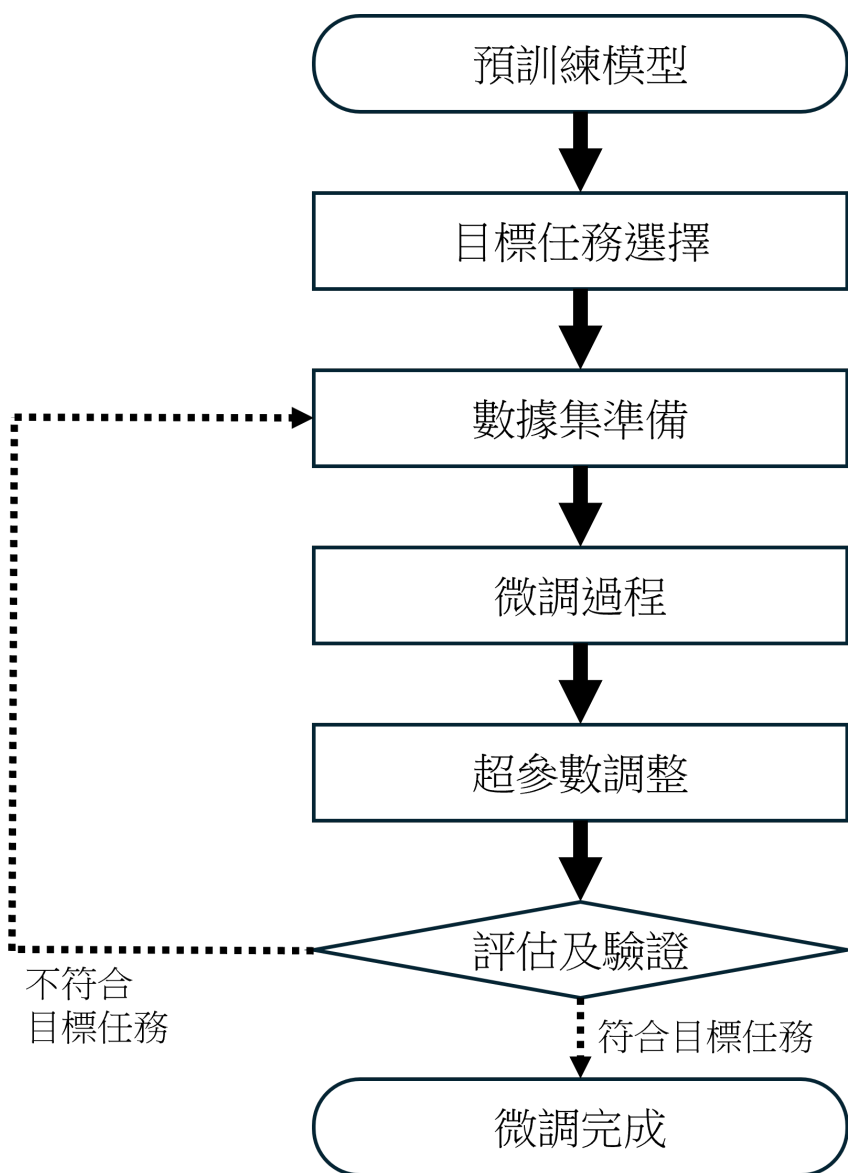 預訓練模型
目標任務選擇
數據集準備
微調過程
超參數調整
評估及驗證
不符合
目標任務
符合目標任務
微調完成